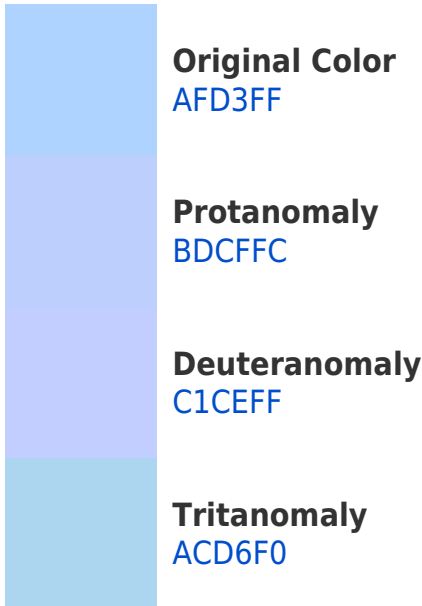 Original Color
AFD3FF
Protanomaly
BDCFFC
Deuteranomaly
C1CEFF
Tritanomaly
ACD6F0